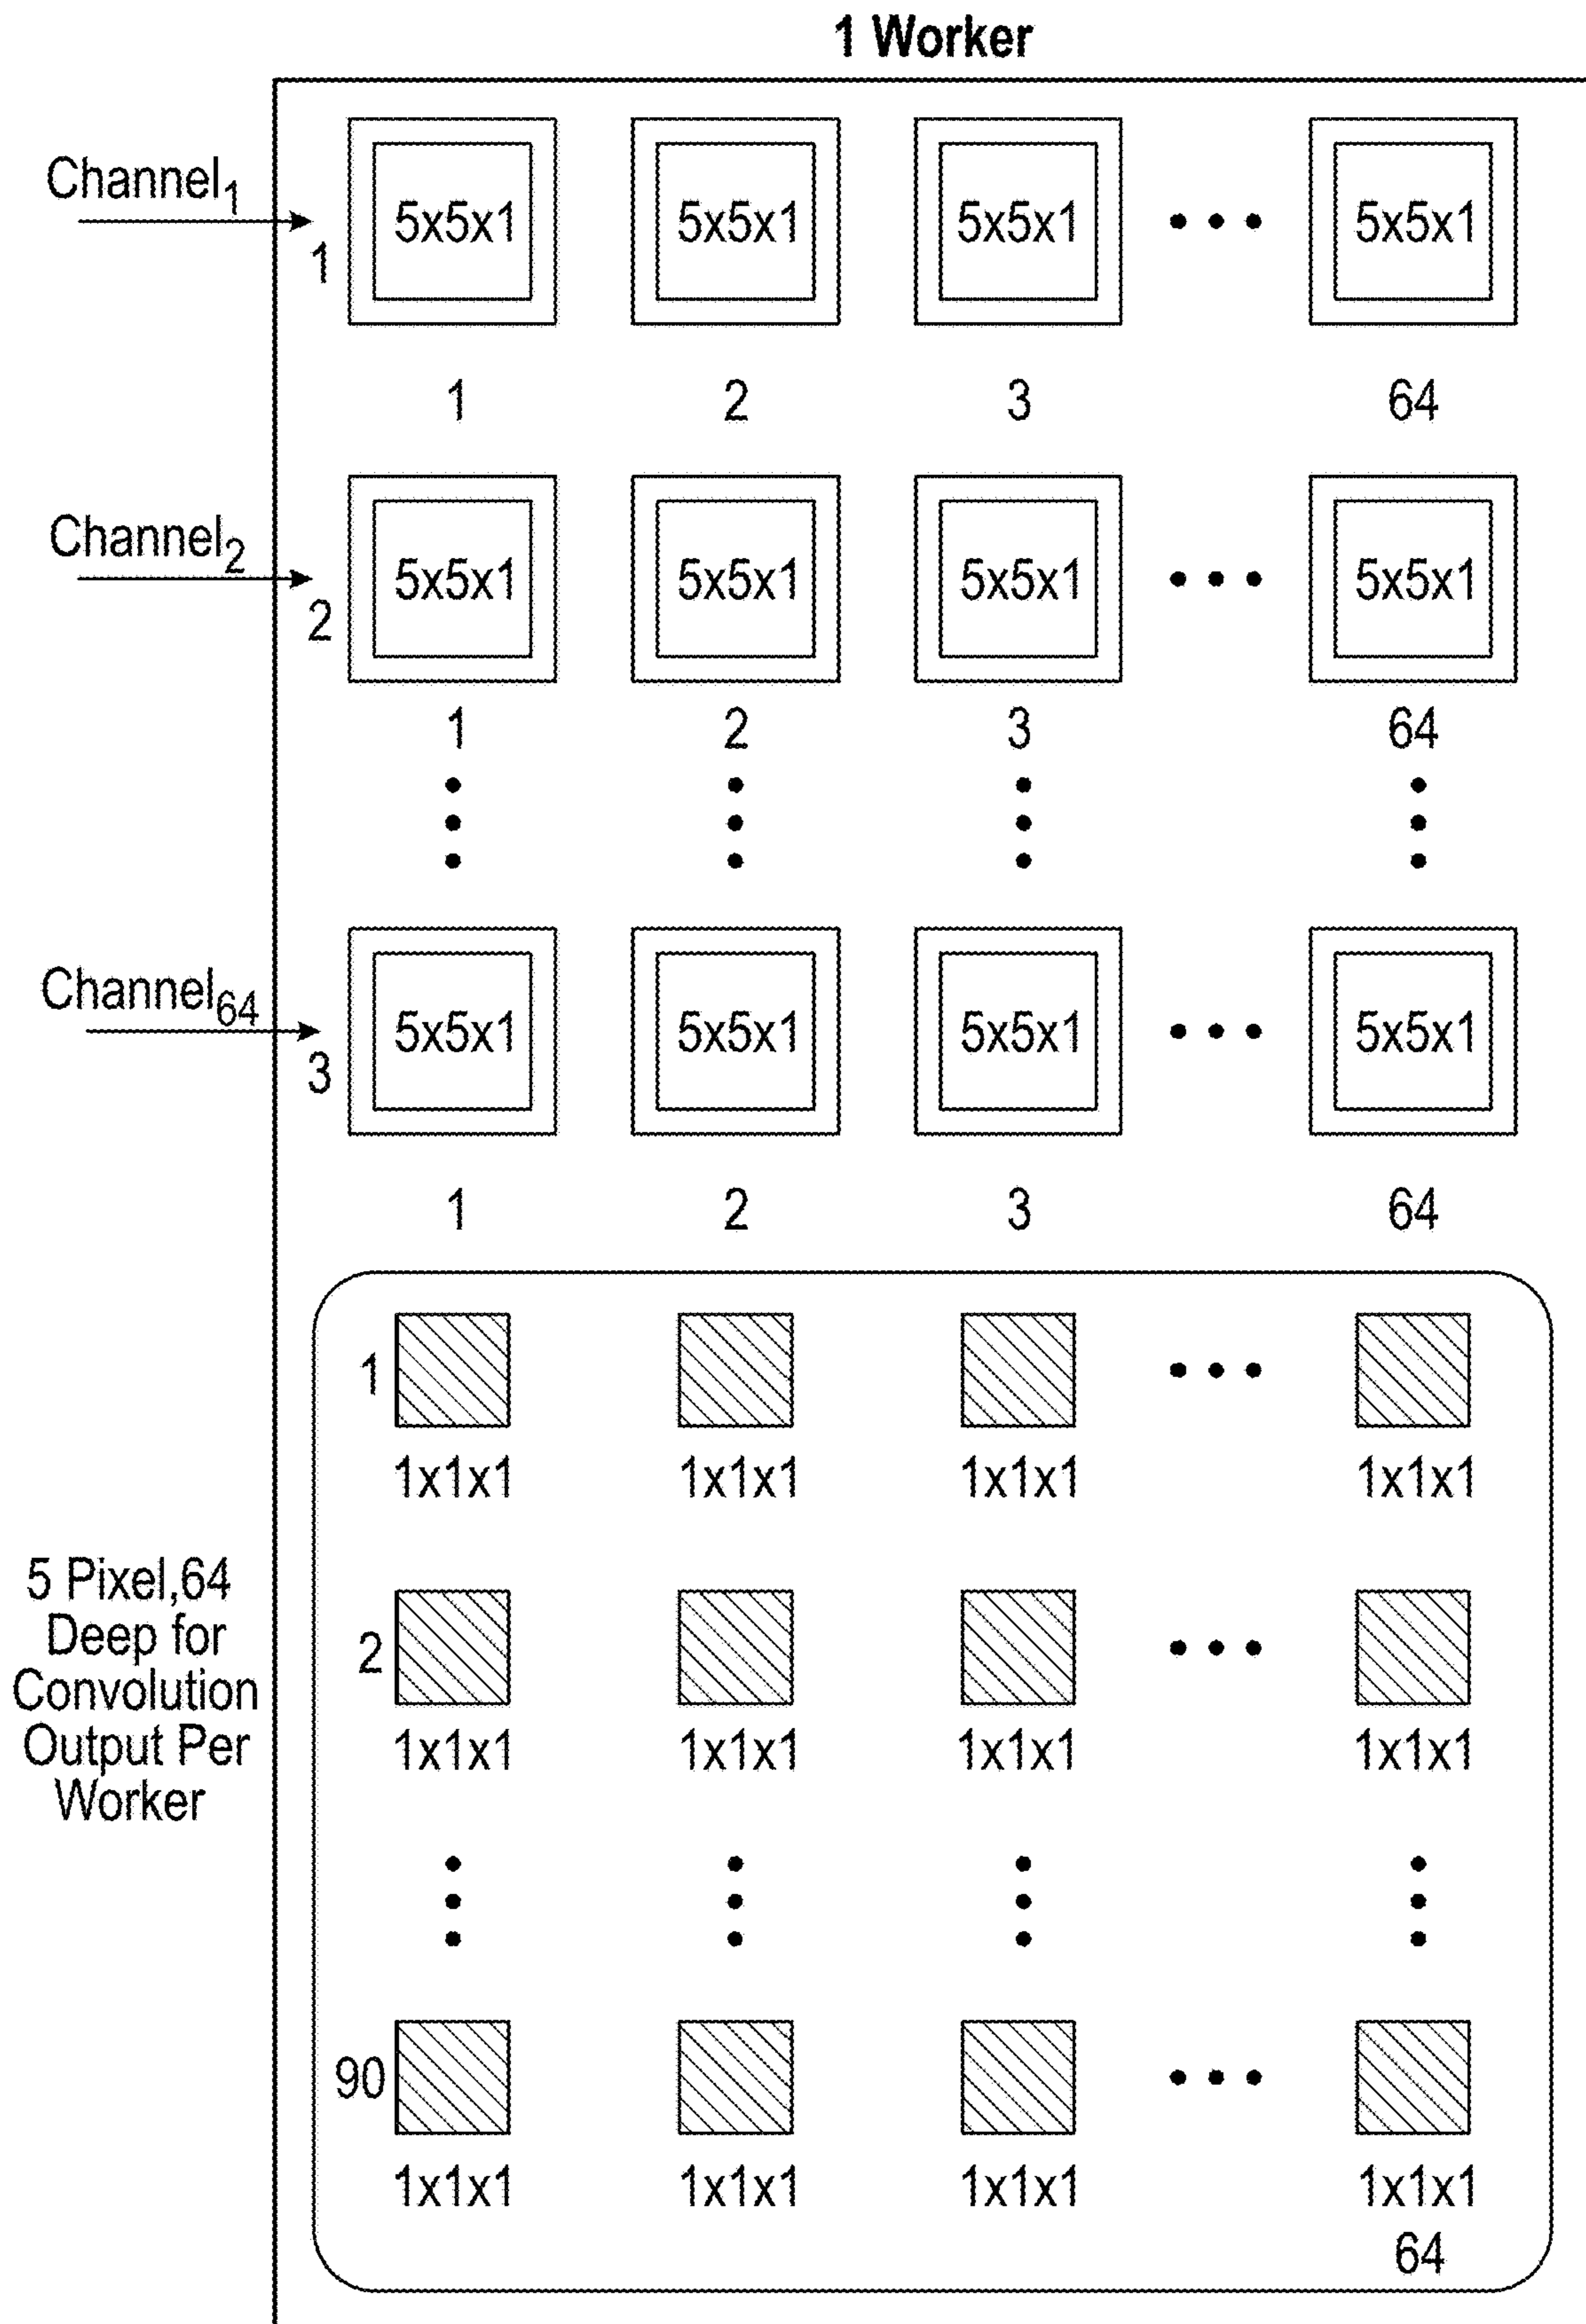 1 Worker
Channel1
1 5x5x1 5x5x1 5x5x1 5x5x1
1 2 3 64
Channel2
2 5x5x1 5x5x1 5x5x1 5x5x1
1 2 3 64
Channel64
3 5x5x1 5x5x1 5x5x1 5x5x1
1 2 3 64
1
1x1x1 1x1x1 1x1x1 1x1x1
5 Pixel,64
Deep for
Convolution
Output Per
Worker
2
1x1x1 1x1x1 1x1x1 1x1x1
90
1x1x1 1x1x1 1x1x1 1x1x1
64